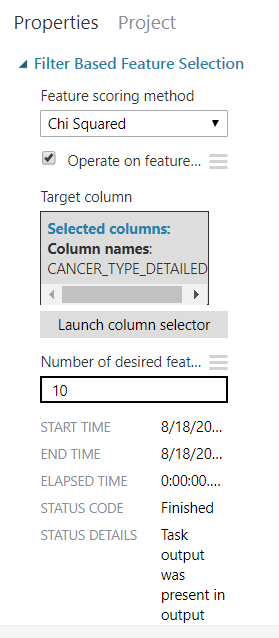 Properties Project
Filter Based Feature Selection
Feature scoring method
Chi Squared
Operate on feature...
Target column
Selected columns:
Column names:
CANCER_TYPE_DETAILED
Launch column selector
Number of desired feat...
10
START TIME 8/18/20...
END TIME 8/18/20...
ELAPSED TIME 0:00:00....
STATUS CODE Finished
STATUS DETAILS Task
output
was
present in
output